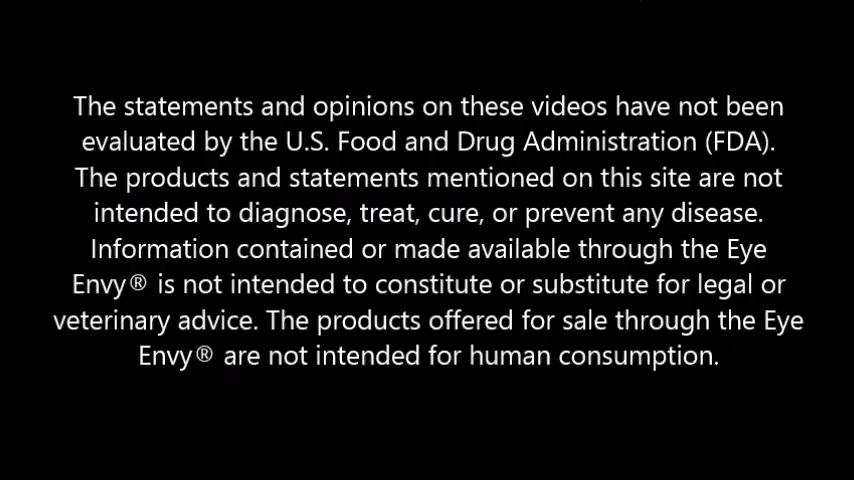 The statements and opinions on these videos have not been
evaluated by the U.S. Food and Drug Administration (FDA).
The products and statements mentioned on this site are not
intended to diagnose, treat, cure, or prevent any disease.
Information contained or made available through the Eye
Envy® is not intended to constitute or substitute for legal or
veterinary advice. The products offered for sale through the Eye
Envy® are not intended for human consumption.